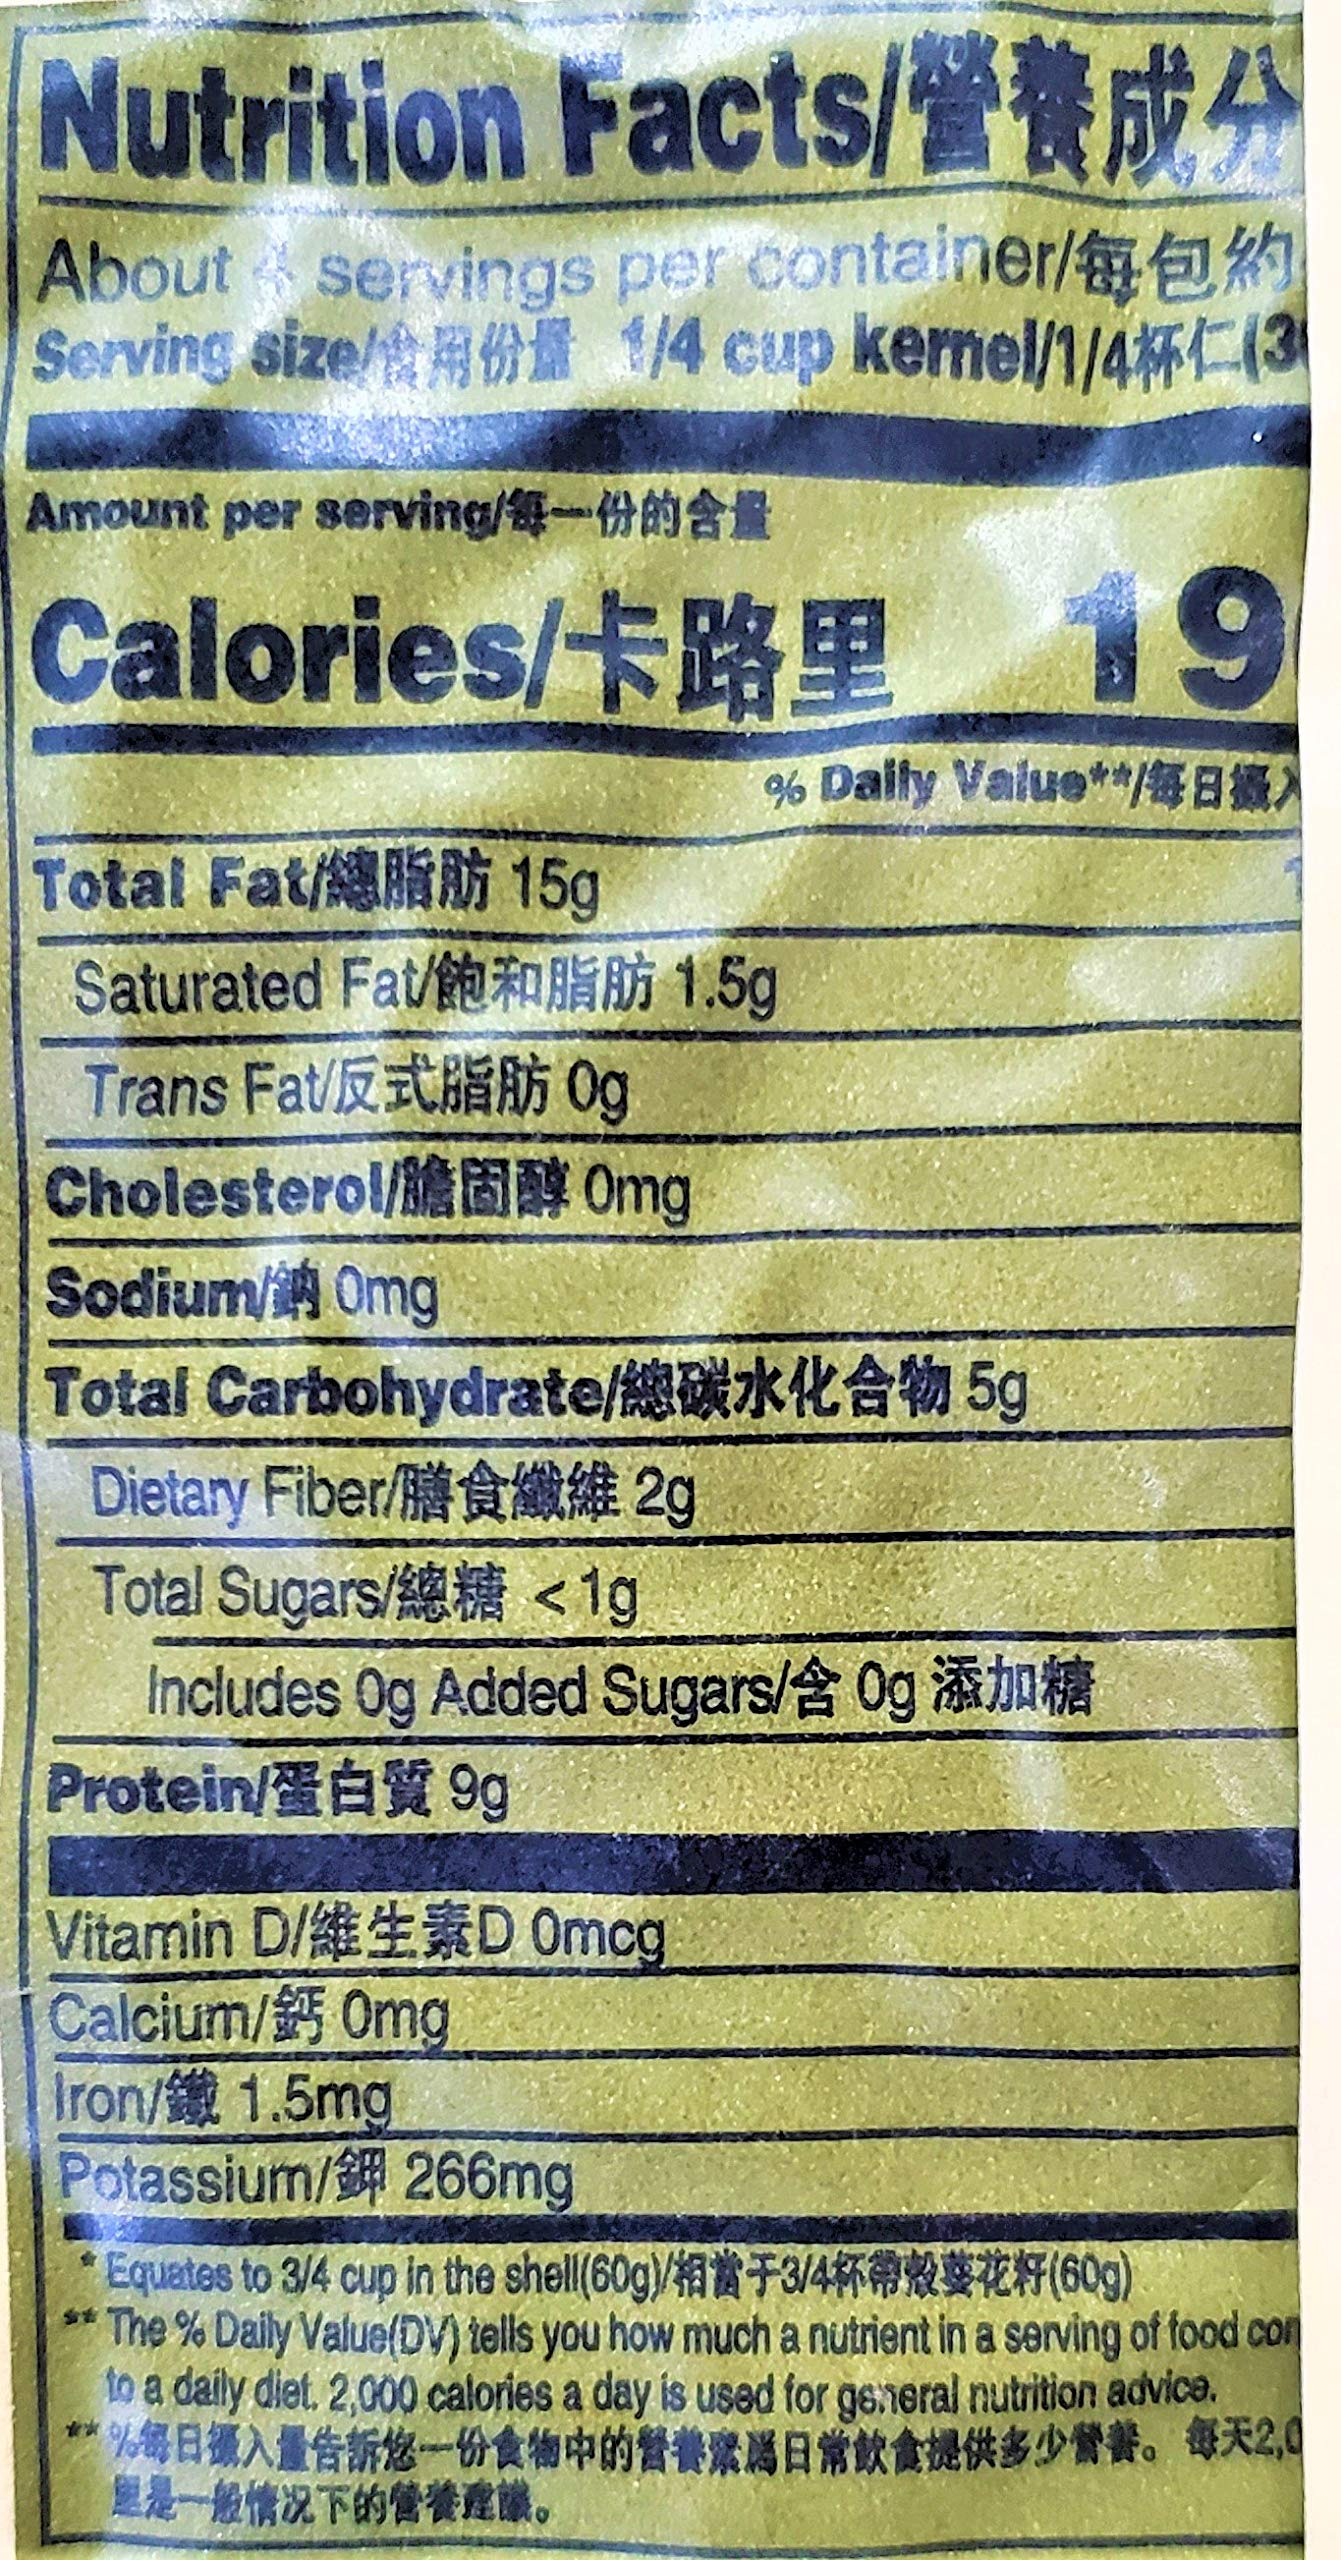 Nutrition Facts/營養成分
About 4 servings per container/每包約
Serving size/食用份量 1/4 cup kernel/1/4杯仁(3
Amount per serving/每一份的含量
Calories/卡路里 19
% Daily Value**/每日攝入
Total Fat/總脂肪 15g 1
Saturated Fat/飽和脂肪 1.5g
Trans Fat/反式脂肪 0g
Cholesterol/膽固醇 0mg
Sodium/鈉 0mg
Total Carbohydrate/總碳水化合物 5g
Dietary Fiber/膳食纖維 2g
Total Sugars/總糖 <1g
Includes 0g Added Sugars/含 0g 添加糖
Protein/蛋白質 9g
Vitamin D/維生素D 0mcg
Calcium/鈣 0mg
Iron/鐵 1.5mg
Potassium/鉀 266mg
* Equates to 3/4 cup in the shell(60g)/相當于3/4杯帶殼葵花籽(60g)
** The % Daily Value(DV) tells you how much a nutrient in a serving of food con
to a daily diet. 2,000 calories a day is used for general nutrition advice.
** %每日攝入量告訴您一份食物中的營養素爲日常飲食提供多少營養。 每天2,0
里是一般情况下的營養建議。